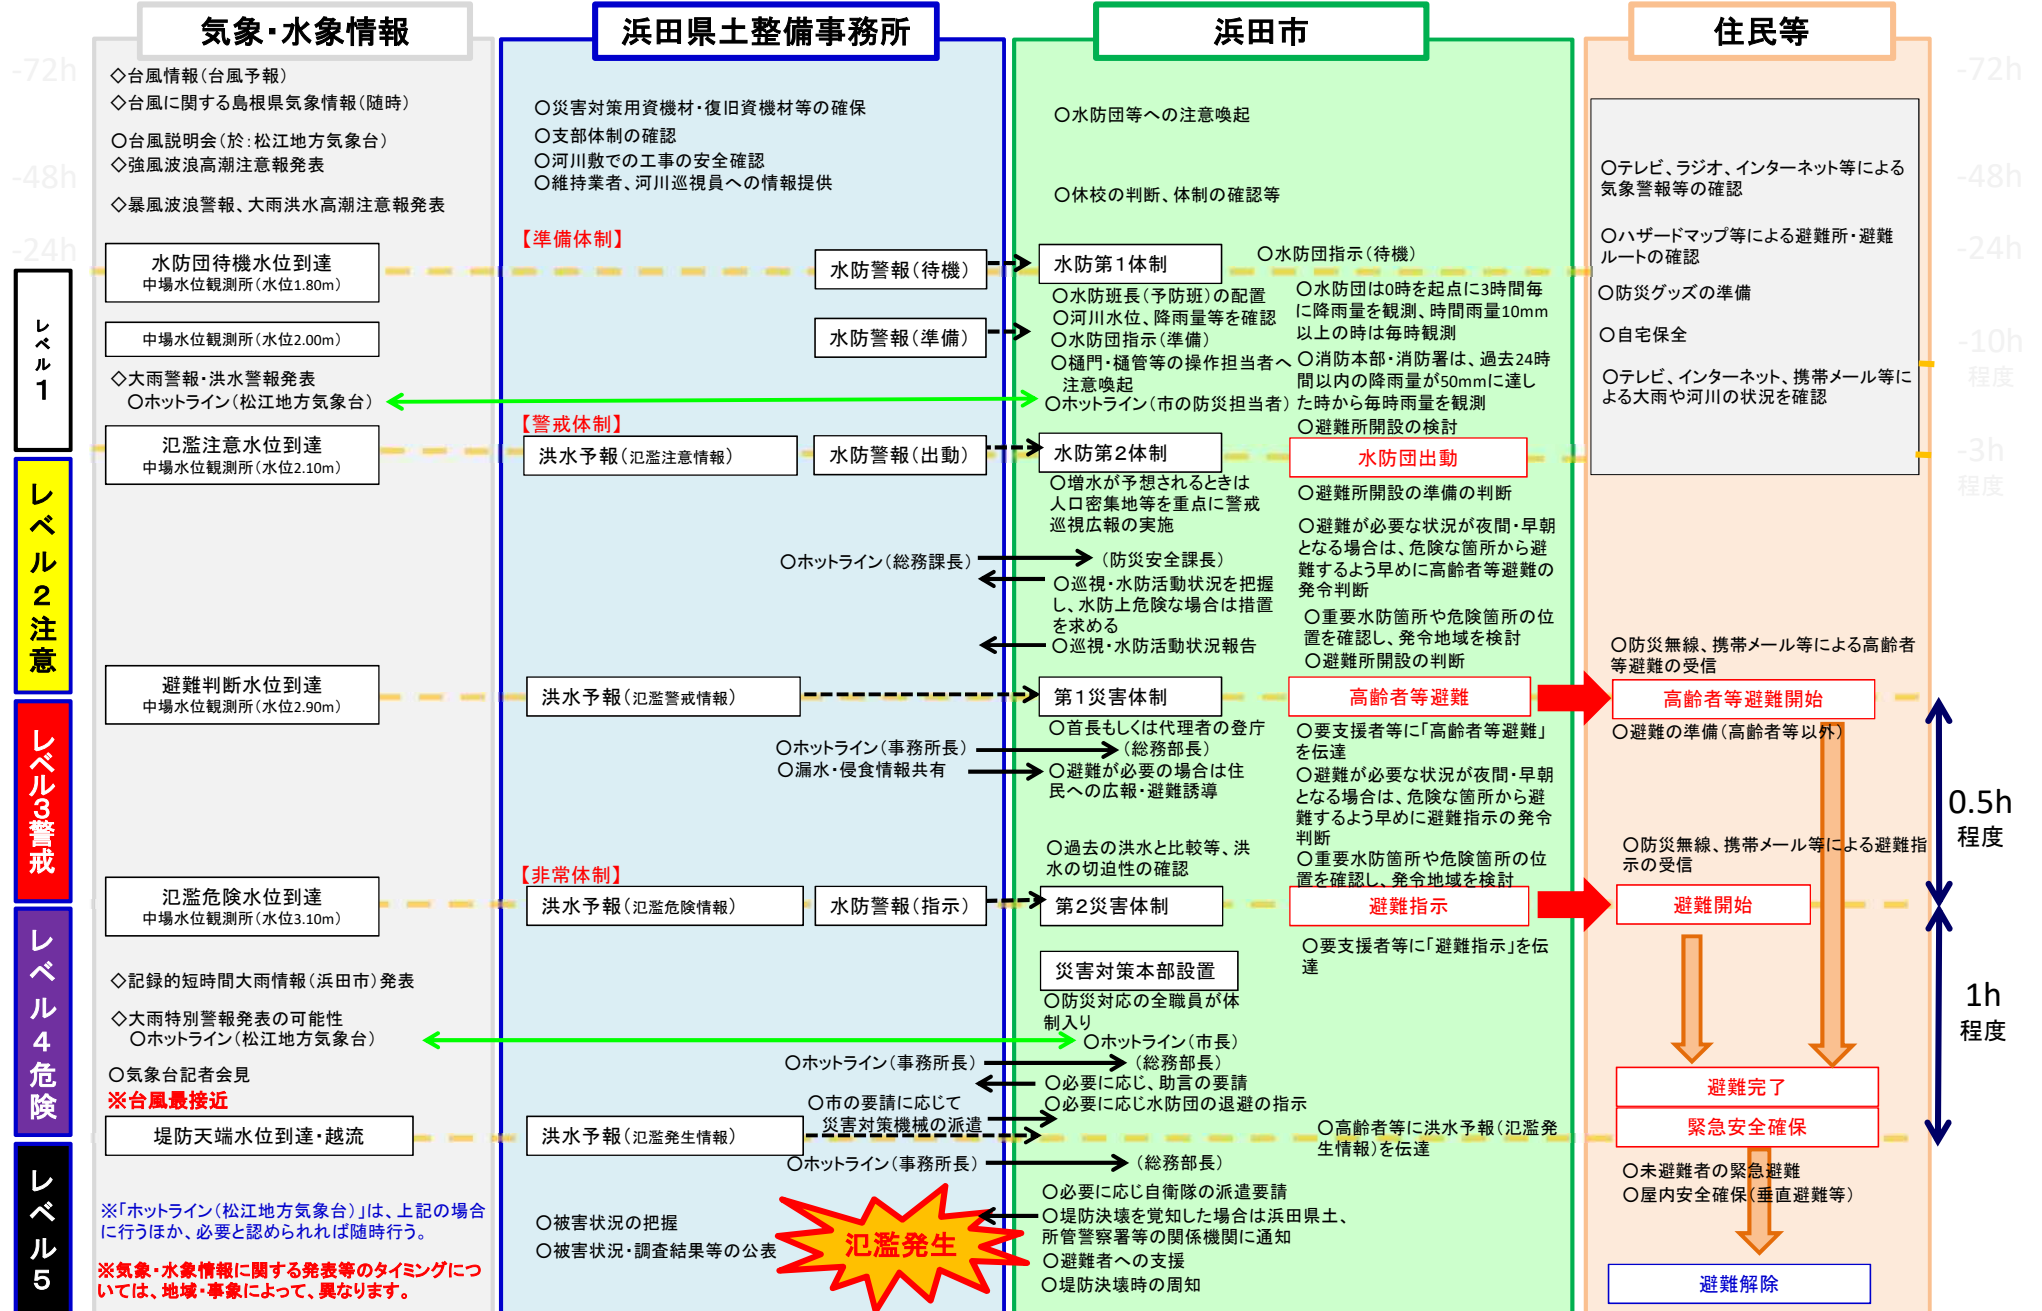 気象・水象情報
浜田県土整備事務所
浜田市
住民等
-72h
-48h
-24h
レベル1
レベル2注意
レベル3警戒
レベル4危険
レベル5
◇台風情報（台風予報）
◇台風に関する島根県気象情報（随時）
○台風説明会（於：松江地方気象台）
◇強風波浪高潮注意報発表
◇暴風波浪警報、大雨洪水高潮注意報発表
水防団待機水位到達
中場水位観測所（水位1.80m）
中場水位観測所（水位2.00m）
◇大雨警報・洪水警報発表
○ホットライン（松江地方気象台）
氾濫注意水位到達
中場水位観測所（水位2.10m）
避難判断水位到達
中場水位観測所（水位2.90m）
氾濫危険水位到達
中場水位観測所（水位3.10m）
◇記録的短時間大雨情報（浜田市）発表
◇大雨特別警報発表の可能性
○ホットライン（松江地方気象台）
○気象台記者会見
※台風最接近
堤防天端水位到達・越流
※「ホットライン（松江地方気象台）」は、上記の場合
に行うほか、必要と認められれば随時行う。
※気象・水象情報に関する発表等のタイミングにつ
いては、地域・事象によって、異なります。
○災害対策用資機材・復旧資機材等の確保
○支部体制の確認
○河川敷での工事の安全確認
○維持業者、河川巡視員への情報提供
【準備体制】
水防警報（待機）
水防警報（準備）
【警戒体制】
洪水予報（氾濫注意情報）
水防警報（出動）
○ホットライン（総務課長）
洪水予報（氾濫警戒情報）
○ホットライン（事務所長）
○漏水・侵食情報共有
【非常体制】
洪水予報（氾濫危険情報）
水防警報（指示）
○ホットライン（事務所長）
○市の要請に応じて
災害対策機械の派遣
洪水予報（氾濫発生情報）
○ホットライン（事務所長）
○被害状況の把握
○被害状況・調査結果等の公表
氾濫発生
○水防団等への注意喚起
○休校の判断、体制の確認等
水防第1体制
○水防団指示（待機）
○水防班長（予防班）の配置
○河川水位、降雨量等を確認
○水防団指示（準備）
○樋門・樋管等の操作担当者へ
注意喚起
○ホットライン（市の防災担当者）
○水防団は0時を起点に3時間毎
に降雨量を観測、時間雨量10mm
以上の時は毎時観測
○消防本部・消防署は、過去24時
間以内の降雨量が50mmに達し
た時から毎時雨量を観測
○避難所開設の検討
水防第2体制
水防団出動
○増水が予想されるときは
人口密集地等を重点に警戒
巡視広報の実施
（防災安全課長）
○巡視・水防活動状況を把握
し、水防上危険な場合は措置
を求める
○巡視・水防活動状況報告
○避難所開設の準備の判断
○避難が必要な状況が夜間・早朝
となる場合は、危険な箇所から避
難するよう早めに高齢者等避難の
発令判断
○重要水防箇所や危険箇所の位
置を確認し、発令地域を検討
○避難所開設の判断
第1災害体制
高齢者等避難
○首長もしくは代理者の登庁
（総務部長）
○避難が必要の場合は住
民への広報・避難誘導
○過去の洪水と比較等、洪
水の切迫性の確認
○要支援者等に「高齢者等避難」
を伝達
○避難が必要な状況が夜間・早朝
となる場合は、危険な箇所から避
難するよう早めに避難指示の発令
判断
○重要水防箇所や危険箇所の位
置を確認し、発令地域を検討
第2災害体制
避難指示
○要支援者等に「避難指示」を伝
達
災害対策本部設置
○防災対応の全職員が体
制入り
○ホットライン（市長）
（総務部長）
○必要に応じ、助言の要請
○必要に応じ水防団の退避の指示
○高齢者等に洪水予報（氾濫発
生情報）を伝達
（総務部長）
○必要に応じ自衛隊の派遣要請
○堤防決壊を覚知した場合は浜田県土、
所管警察署等の関係機関に通知
○避難者への支援
○堤防決壊時の周知
○テレビ、ラジオ、インターネット等による
気象警報等の確認
○ハザードマップ等による避難所・避難
ルートの確認
○防災グッズの準備
○自宅保全
○テレビ、インターネット、携帯メール等に
よる大雨や河川の状況を確認
○防災無線、携帯メール等による高齢者
等避難の受信
高齢者等避難開始
○避難の準備（高齢者等以外）
○防災無線、携帯メール等による避難指
示の受信
避難開始
避難完了
緊急安全確保
○未避難者の緊急避難
○屋内安全確保（垂直避難等）
避難解除
-72h
-48h
-24h
-10h
程度
-3h
程度
0.5h
程度
1h
程度